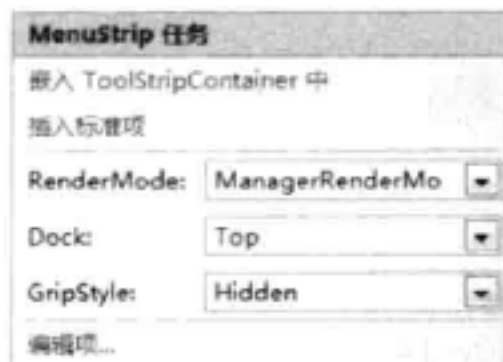 MenuStrip 任务
嵌入 ToolStripContainer 中
插入标准项
RenderMode: ManagerRenderMo
Dock: Top
GripStyle: Hidden
编辑项...